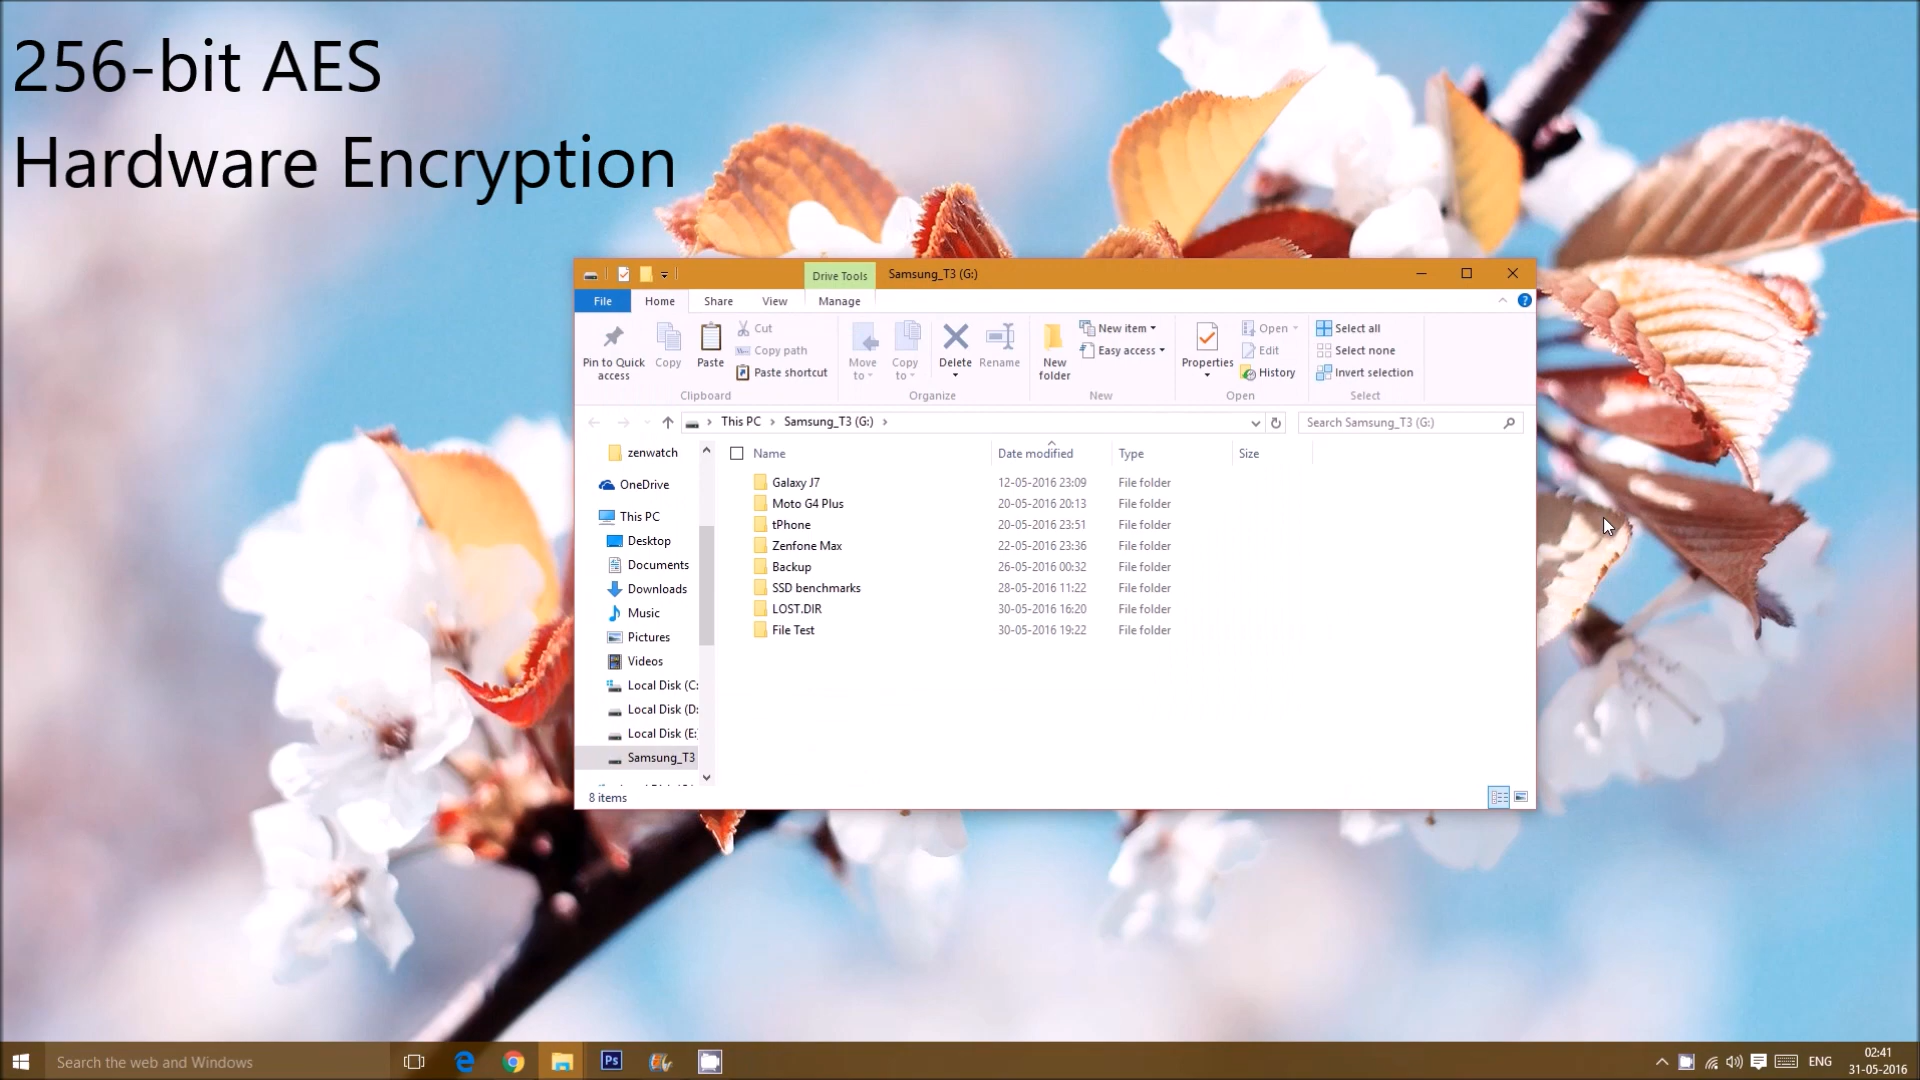 256-bit AES
Hardware Encryption
Drive Tools
Samsung_T3 (G:)
File
Home
Share
View
Manage
Pin to Quick access
Copy
Paste
Cut
Copy path
Paste shortcut
Clipboard
Move to
Copy to
Delete
Rename
Organize
New folder
New item
Easy access
New
Properties
Open
Edit
History
Open
Select all
Select none
Invert selection
Select
This PC > Samsung_T3 (G:) >
Search Samsung_T3 (G:)
zenwatch
OneDrive
This PC
Desktop
Documents
Downloads
Music
Pictures
Videos
Local Disk (C:
Local Disk (D:
Local Disk (E:
Samsung_T3
Name Date modified Type Size
Galaxy J7 12-05-2016 23:09 File folder
Moto G4 Plus 20-05-2016 20:13 File folder
tPhone 20-05-2016 23:51 File folder
Zenfone Max 22-05-2016 23:36 File folder
Backup 26-05-2016 00:32 File folder
SSD benchmarks 28-05-2016 11:22 File folder
LOST.DIR 30-05-2016 16:20 File folder
File Test 30-05-2016 19:22 File folder
8 items
Search the web and Windows
Ps
ENG
02:41
31-05-2016